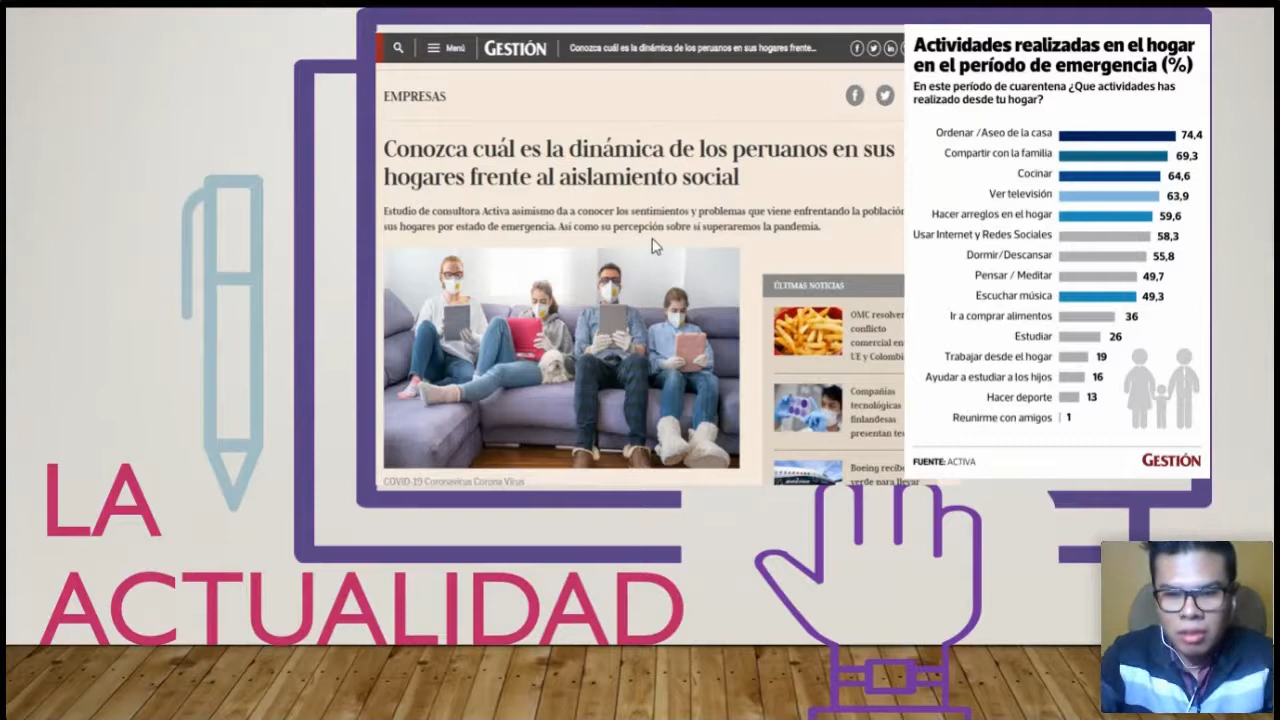 Menú
GESTIÓN
Conozca cuál es la dinámica de los peruanos en sus hogares frente...
EMPRESAS
Conozca cuál es la dinámica de los peruanos en sus
hogares frente al aislamiento social
Estudio de consultora Activa asimismo da a conocer los sentimientos y problemas que viene enfrentando la población
sus hogares por estado de emergencia. Así como su percepción sobre si superaremos la pandemia.
COVID-19 Coronavirus Corona Virus
ÚLTIMAS NOTICIAS
OMC resolver
conflicto
comercial en
UE y Colombi
Compañías
tecnológicas
finlandesas
presentan te
Boeing recib
verde para llevar
Actividades realizadas en el hogar
en el período de emergencia (%)
En este período de cuarentena ¿Que actividades has
realizado desde tu hogar?
Ordenar /Aseo de la casa 74,4
Compartir con la familia 69,3
Cocinar 64,6
Ver televisión 63,9
Hacer arreglos en el hogar 59,6
Usar Internet y Redes Sociales 58,3
Dormir/Descansar 55,8
Pensar / Meditar 49,7
Escuchar música 49,3
Ir a comprar alimentos 36
Estudiar 26
Trabajar desde el hogar 19
Ayudar a estudiar a los hijos 16
Hacer deporte 13
Reunirme con amigos 1
FUENTE: ACTIVA
GESTIÓN
LA
ACTUALIDAD